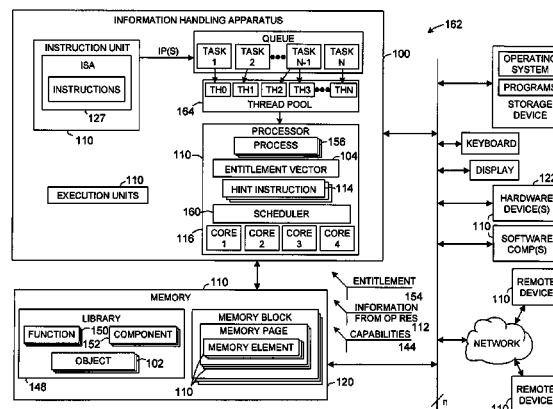 INFORMATION HANDLING APPARATUS
162
INSTRUCTION UNIT
ISA
INSTRUCTIONS
127
110
IP(S)
QUEUE
TASK 1
TASK 2
TASK N-1
TASK N
100
TH0 TH1 TH2 TH3 THN
164
THREAD POOL
PROCESSOR
110
PROCESS
156
ENTITLEMENT VECTOR
104
HINT INSTRUCTION
114
160
SCHEDULER
116
CORE 1
CORE 2
CORE 3
CORE 4
110
EXECUTION UNITS
OPERATING SYSTEM
PROGRAMS
STORAGE DEVICE
KEYBOARD
DISPLAY
122
HARDWARE DEVICE(S)
110
SOFTWARE COMP(S)
110
REMOTE DEVICE
NETWORK
110
REMOTE DEVICE
110
MEMORY
LIBRARY
FUNCTION
150
152
COMPONENT
OBJECT
102
148
MEMORY BLOCK
MEMORY PAGE
MEMORY ELEMENT
110
120
ENTITLEMENT
154
INFORMATION FROM OP RES
112
CAPABILITIES
144
n